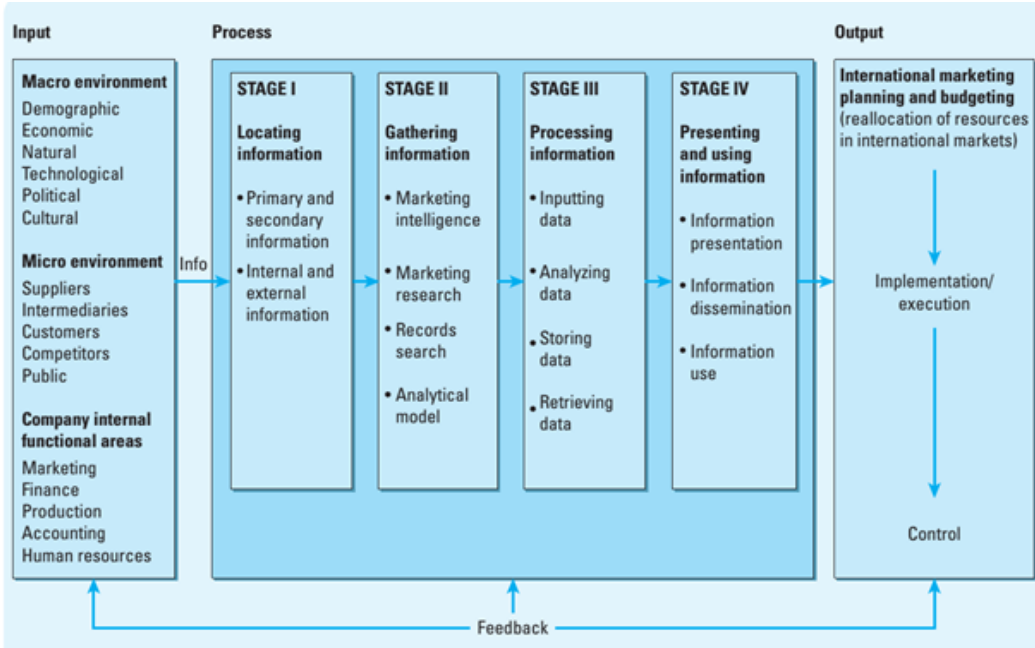 Input
Macro environment
Demographic
Economic
Natural
Technological
Political
Cultural
Micro environment
Suppliers
Intermediaries
Customers
Competitors
Public
Company internal
functional areas
Marketing
Finance
Production
Accounting
Human resources
Info
Process
STAGE I
Locating
information
• Primary and
secondary
information
• Internal and
external
information
STAGE II
Gathering
information
• Marketing
intelligence
• Marketing
research
• Records
search
• Analytical
model
STAGE III
Processing
information
• Inputting
data
• Analyzing
data
• Storing
data
• Retrieving
data
STAGE IV
Presenting
and using
information
• Information
presentation
• Information
dissemination
• Information
use
Output
International marketing
planning and budgeting
(reallocation of resources
in international markets)
Implementation/
execution
Control
Feedback